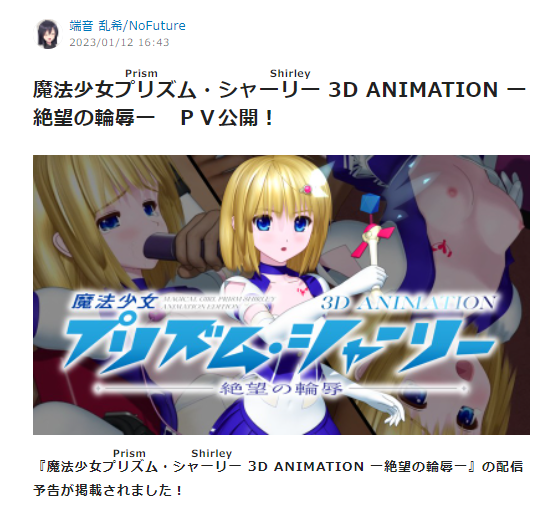 端音 乱希/NoFuture
2023/01/12 16:43
Prism Shirley
魔法少女プリズム・シャーリー 3D ANIMATION ー
絶望の輪辱ー　ＰＶ公開！
魔法少女 MAGICAL GIRL PRISM-SHIRLEY 3D ANIMATION
ANIMATION EDITION
プリズム・シャーリー
絶望の輪辱
Prism Shirley
『魔法少女プリズム・シャーリー 3D ANIMATION ー絶望の輪辱ー』の配信
予告が掲載されました！